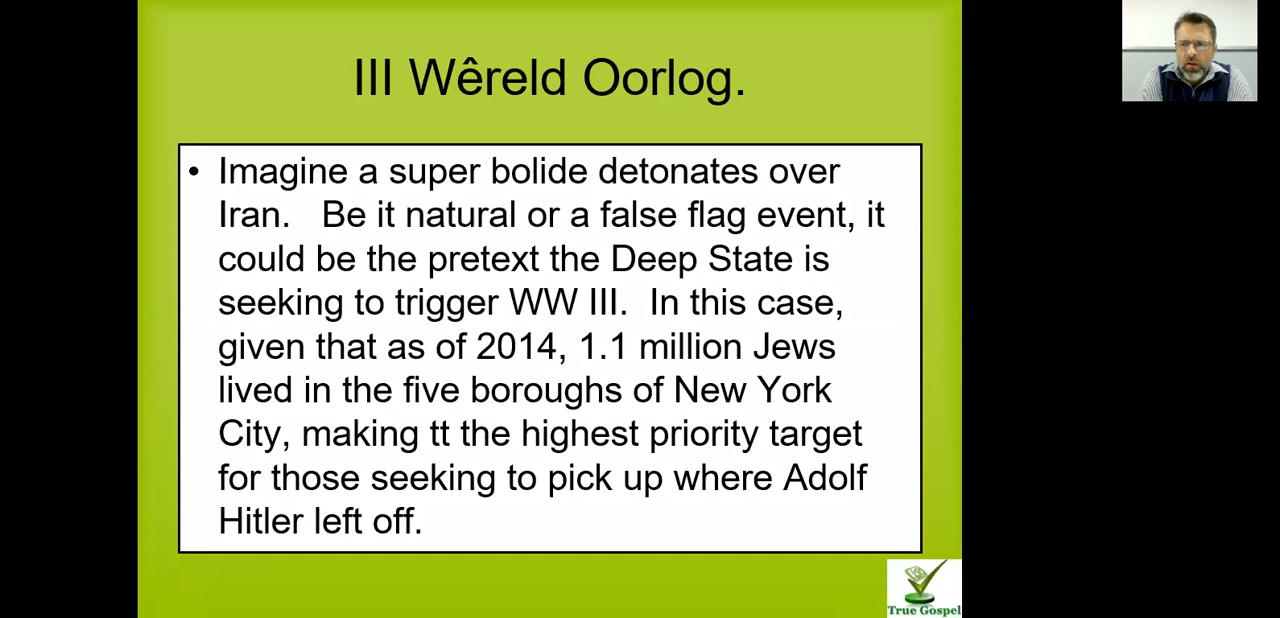 III Wêreld Oorlog.
• Imagine a super bolide detonates over
Iran. Be it natural or a false flag event, it
could be the pretext the Deep State is
seeking to trigger WW III. In this case,
given that as of 2014, 1.1 million Jews
lived in the five boroughs of New York
City, making tt the highest priority target
for those seeking to pick up where Adolf
Hitler left off.
True Gospel